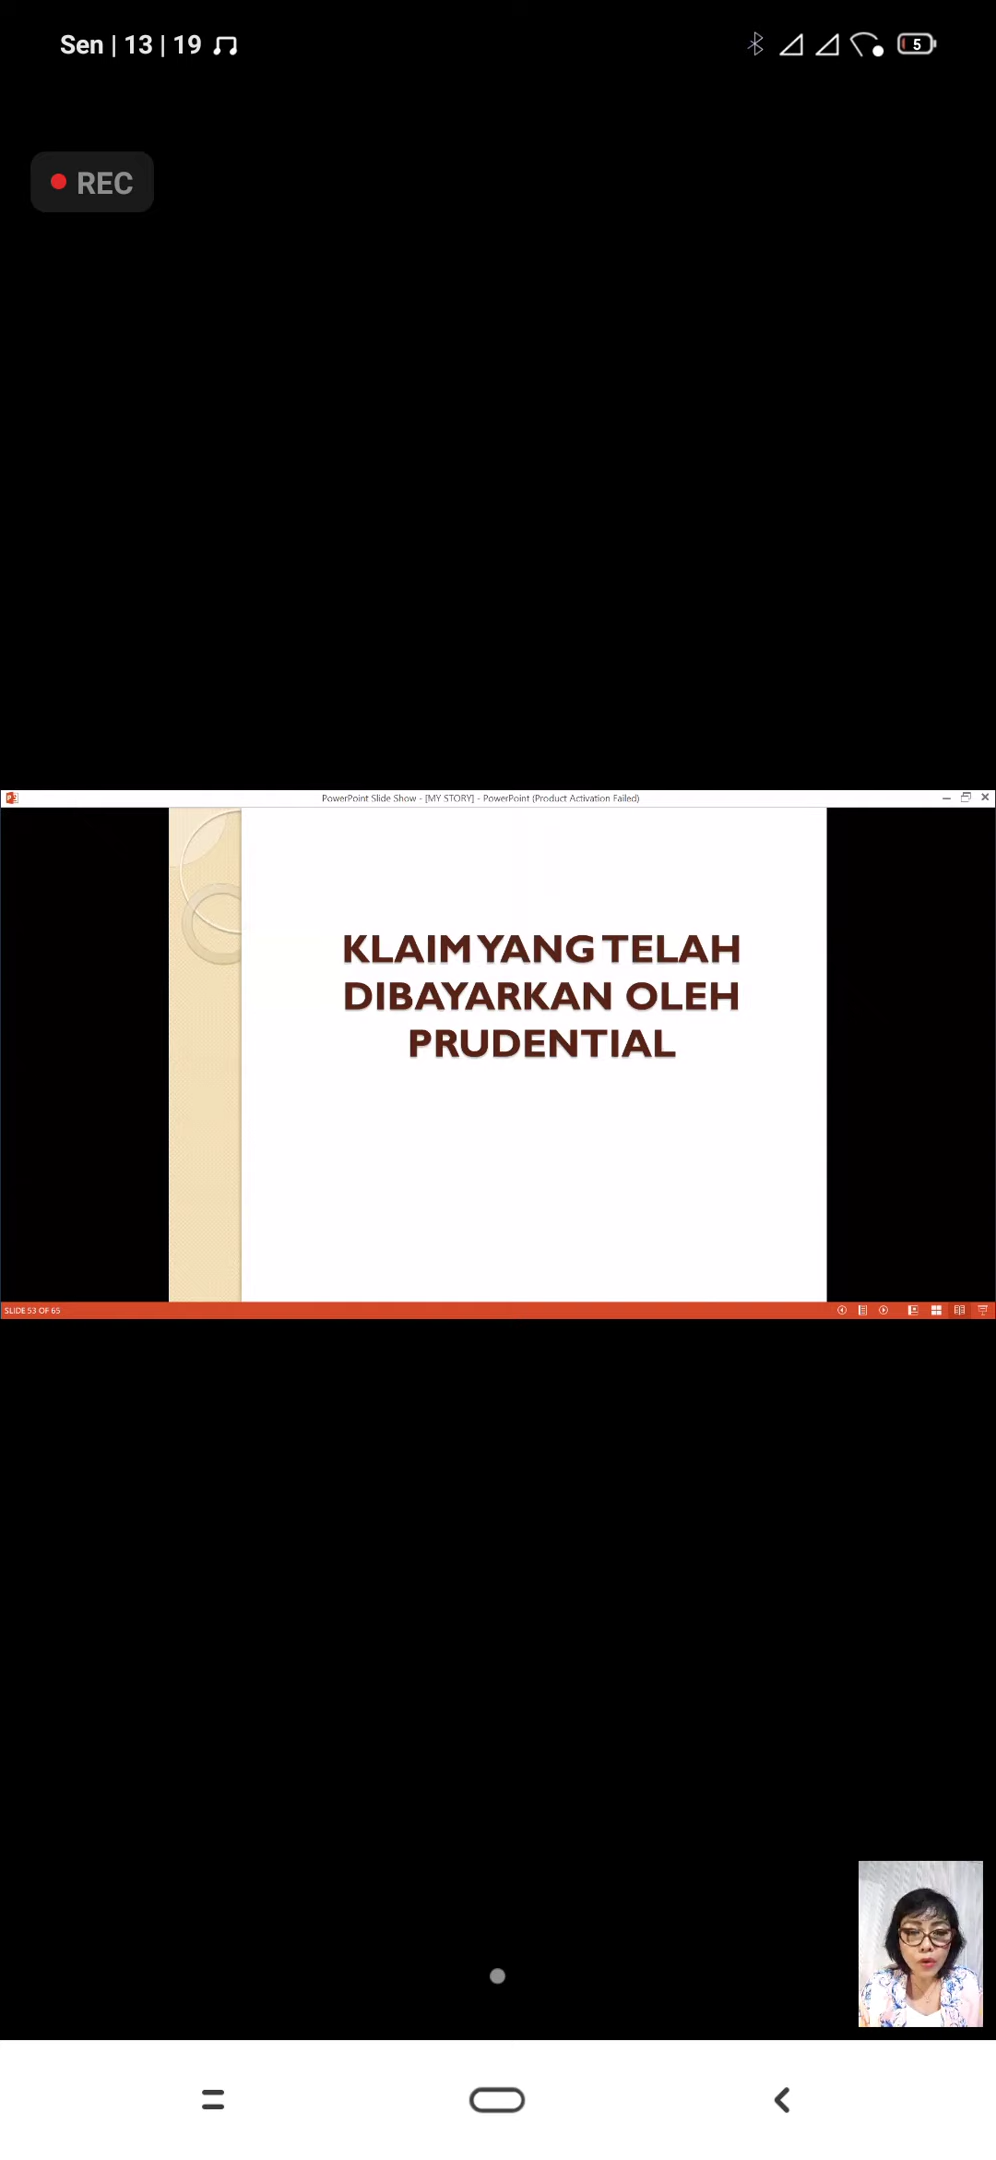 Sen | 13 | 19
5
REC
PowerPoint Slide Show - [MY STORY] - PowerPoint (Product Activation Failed)
KLAIM YANG TELAH
DIBAYARKAN OLEH
PRUDENTIAL
SLIDE 53 OF 65